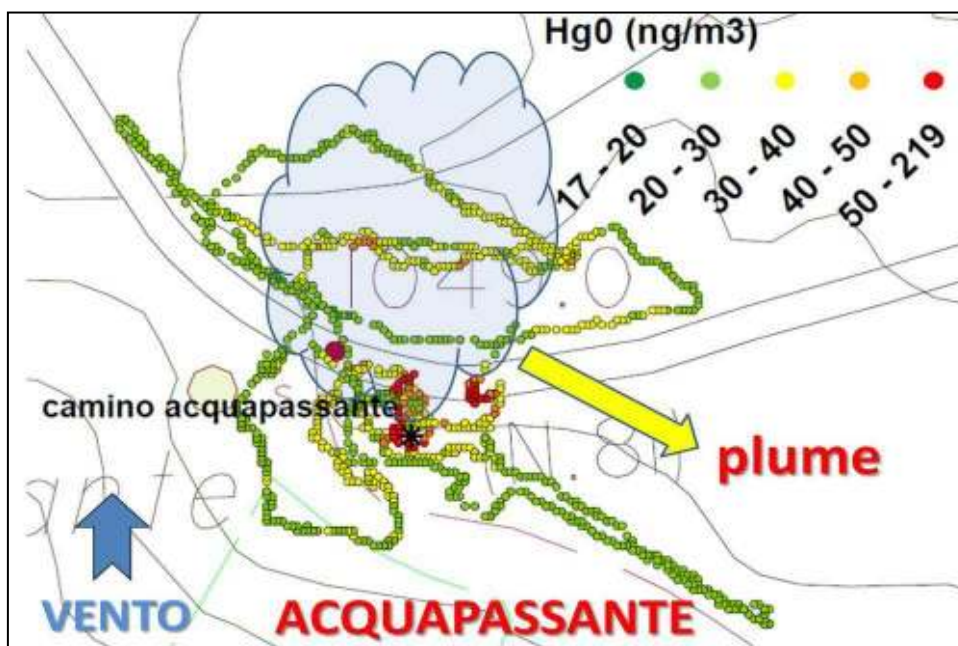 Hg0 (ng/m3)
17 - 20
20 - 30
30 - 40
40 - 50
50 - 219
camino acquapassante
plume
VENTO
ACQUAPASSANTE